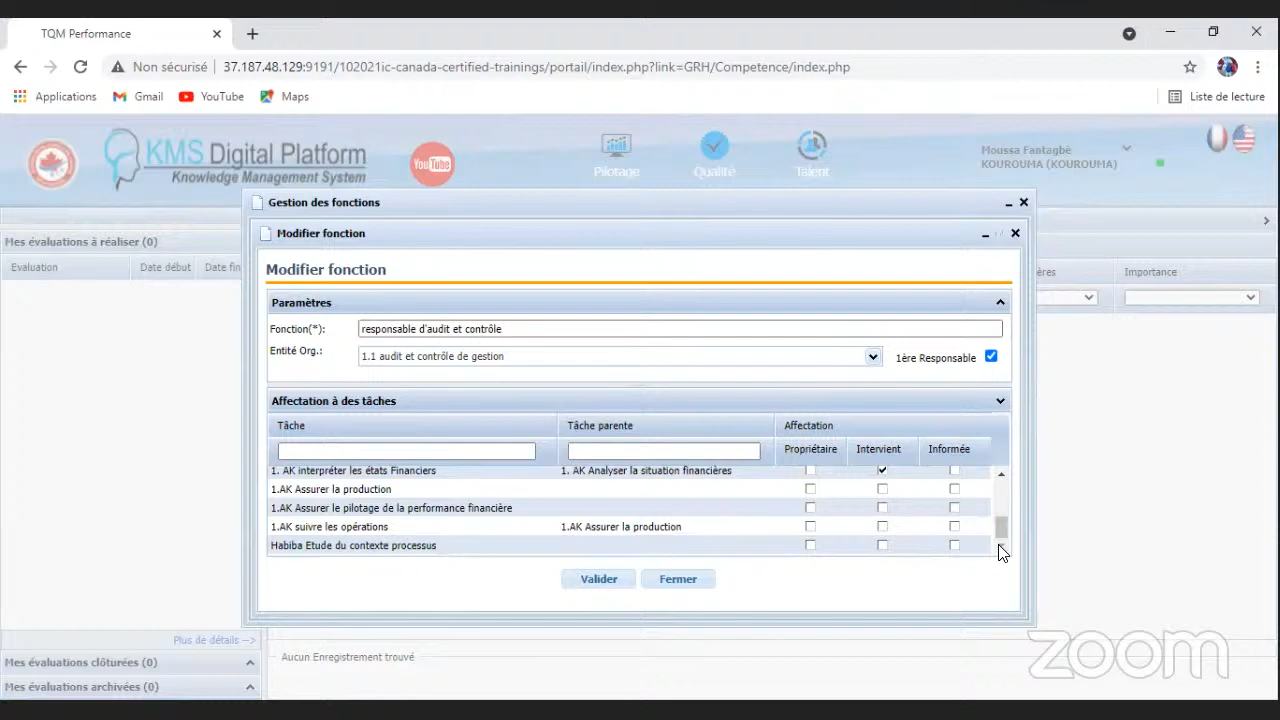 TQM Performance
Non sécurisé 37.187.48.129:9191/102021ic-canada-certified-trainings/portail/index.php?link=GRH/Competence/index.php
Applications Gmail YouTube Maps Liste de lecture
KMS Digital Platform
Knowledge Management System
YouTube
Pilotage Qualité Talent
Moussa Fantagbè
KOUROUMA (KOUROUMA)
Gestion des fonctions
Mes évaluations à réaliser (0)
Modifier fonction
Evaluation Date début Date fin
ères Importance
Modifier fonction
Paramètres
Fonction(*): responsable d'audit et contrôle
Entité Org.: 1.1 audit et contrôle de gestion 1ère Responsable
Affectation à des tâches
Tâche Tâche parente Affectation
Propriétaire Intervient Informée
1. AK interpréter les états Financiers 1. AK Analyser la situation financières
1.AK Assurer la production
1.AK Assurer le pilotage de la performance financière
1.AK suivre les opérations 1.AK Assurer la production
Habiba Etude du contexte processus
Valider Fermer
Plus de détails -->
Mes évaluations clôturées (0)
Aucun Enregistrement trouvé
Mes évaluations archivées (0)
zoom